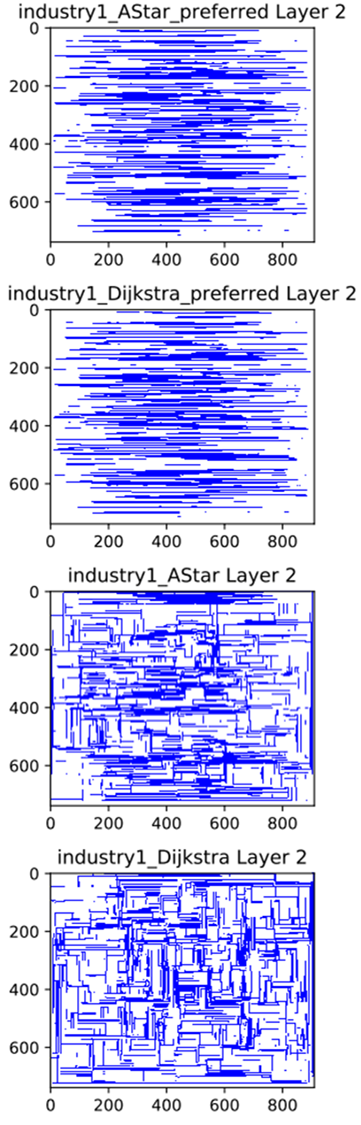 industry1_AStar_preferred Layer 2
0
200
400
600
0 200 400 600 800
industry1_Dijkstra_preferred Layer 2
0
200
400
600
0 200 400 600 800
industry1_AStar Layer 2
0
200
400
600
0 200 400 600 800
industry1_Dijkstra Layer 2
0
200
400
600
0 200 400 600 800